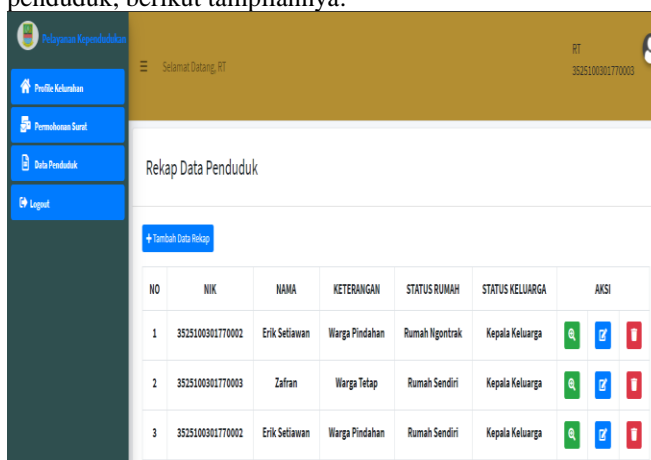 penduduk, berikut tampilannya:
Pelayanan Kependudukan
Selamat Datang, RT
RT
3525100301770003
Profile Kelurahan
Permohonan Surat
Data Penduduk
Logout
Rekap Data Penduduk
+ Tambah Data Rekap
NO NIK NAMA KETERANGAN STATUS RUMAH STATUS KELUARGA AKSI
1 3525100301770002 Erik Setiawan Warga Pindahan Rumah Ngontrak Kepala Keluarga
2 3525100301770003 Zafran Warga Tetap Rumah Sendiri Kepala Keluarga
3 3525100301770002 Erik Setiawan Warga Pindahan Rumah Sendiri Kepala Keluarga